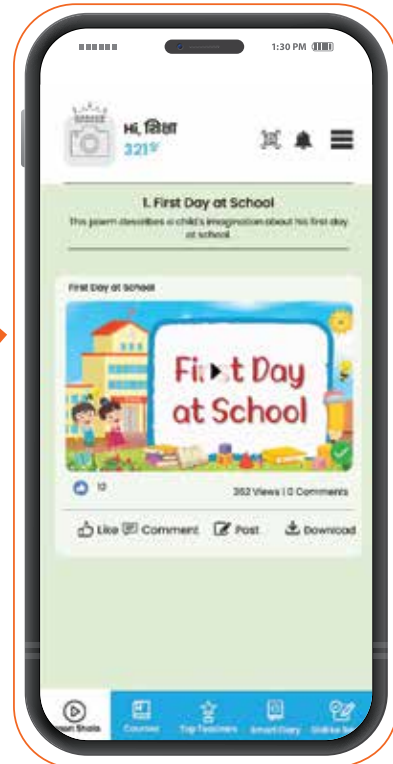 1:30 PM
Hi, शिक्षा
321
1. First Day at School
This poem describes a child's imagination about his first day
at school
First Day at School
First Day
at School
12
352 Views | 0 Comments
Like Comment Post Download
Shala Courses Top Teachers Smart Diary